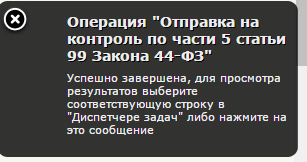 Операция "Отправка на
контроль по части 5 статьи
99 Закона 44-ФЗ"
Успешно завершена, для просмотра
результатов выберите
соответствующую строку в
"Диспетчере задач" либо нажмите на
это сообщение